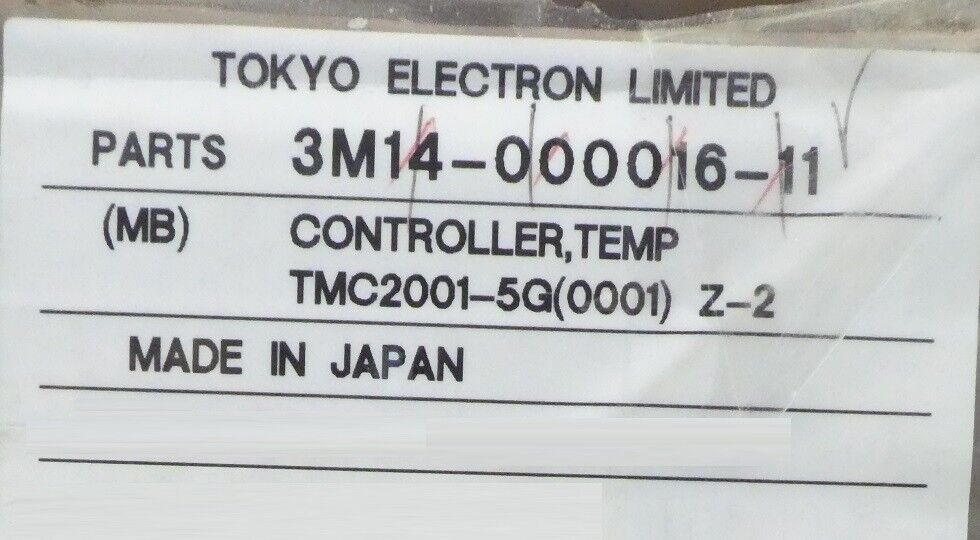 TOKYO ELECTRON LIMITED
PARTS 3M14-000016-11
(MB) CONTROLLER,TEMP
TMC2001-5G(0001) Z-2
MADE IN JAPAN